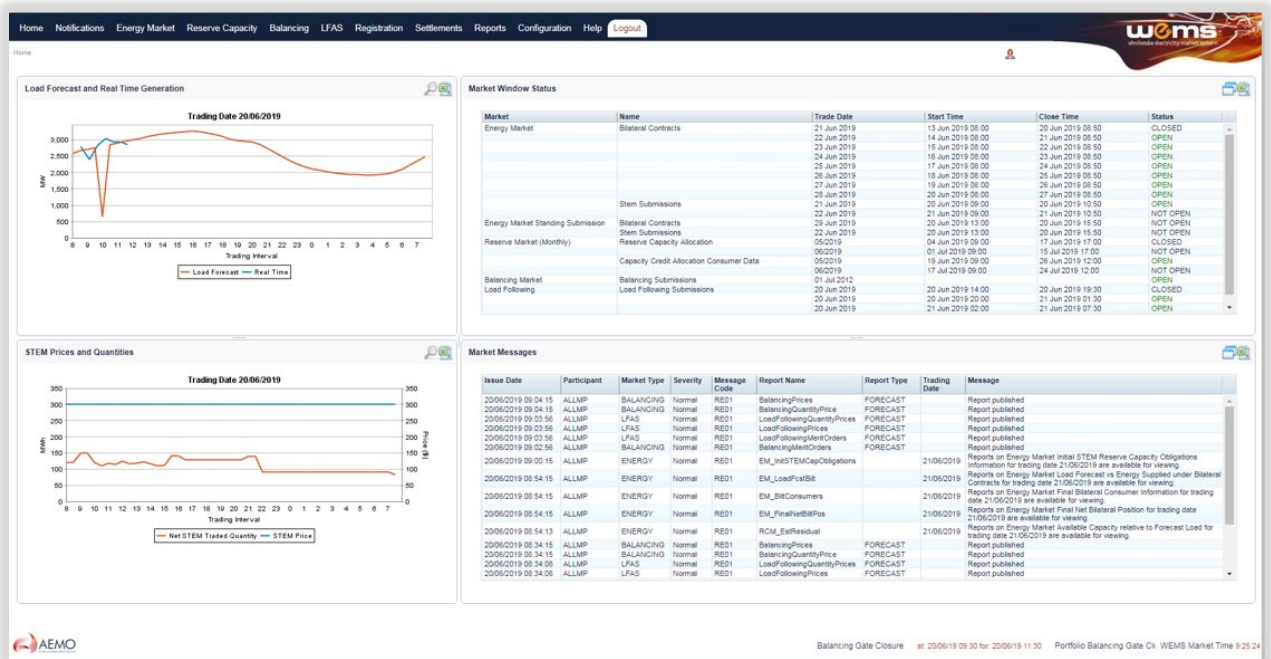 Home Notifications Energy Market Reserve Capacity Balancing LFAS Registration Settlements Reports Configuration Help Logout
wems
wholesale electricity market system
Home
Load Forecast and Real Time Generation
Trading Date 20/06/2019
3,000
2,500
2,000
1,500
1,000
500
0
MW
8 9 10 11 12 13 14 15 16 17 18 19 20 21 22 23 0 1 2 3 4 5 6 7
Trading Interval
Load Forecast Real Time
Market Window Status
Market Name Trade Date Start Time Close Time Status
Energy Market Bilateral Contracts 21 Jun 2019 13 Jun 2019 08:00 20 Jun 2019 08:50 CLOSED
22 Jun 2019 14 Jun 2019 08:00 21 Jun 2019 08:50 OPEN
23 Jun 2019 15 Jun 2019 08:00 22 Jun 2019 08:50 OPEN
24 Jun 2019 16 Jun 2019 08:00 23 Jun 2019 08:50 OPEN
25 Jun 2019 17 Jun 2019 08:00 24 Jun 2019 08:50 OPEN
26 Jun 2019 18 Jun 2019 08:00 25 Jun 2019 08:50 OPEN
27 Jun 2019 19 Jun 2019 08:00 26 Jun 2019 08:50 OPEN
28 Jun 2019 20 Jun 2019 08:00 27 Jun 2019 08:50 OPEN
Stem Submissions 21 Jun 2019 20 Jun 2019 09:00 20 Jun 2019 10:50 OPEN
22 Jun 2019 21 Jun 2019 09:00 21 Jun 2019 10:50 NOT OPEN
Energy Market Standing Submission Bilateral Contracts 29 Jun 2019 20 Jun 2019 13:00 20 Jun 2019 15:50 NOT OPEN
Stem Submissions 22 Jun 2019 20 Jun 2019 13:00 20 Jun 2019 15:50 NOT OPEN
Reserve Market (Monthly) Reserve Capacity Allocation 05/2019 04 Jun 2019 09:00 17 Jun 2019 17:00 CLOSED
06/2019 01 Jul 2019 09:00 15 Jul 2019 17:00 NOT OPEN
Capacity Credit Allocation Consumer Data 05/2019 19 Jun 2019 09:00 26 Jun 2019 12:00 OPEN
06/2019 17 Jul 2019 09:00 24 Jul 2019 12:00 NOT OPEN
Balancing Market Balancing Submissions 01 Jul 2012 OPEN
Load Following Load Following Submissions 20 Jun 2019 20 Jun 2019 14:00 20 Jun 2019 19:30 CLOSED
20 Jun 2019 20 Jun 2019 20:00 21 Jun 2019 01:30 OPEN
20 Jun 2019 21 Jun 2019 02:00 21 Jun 2019 07:30 OPEN
STEM Prices and Quantities
Trading Date 20/06/2019
350 350
300 300
250 250
200 200
150 150
100 100
50 50
0 0
MWh
Price ($)
8 9 10 11 12 13 14 15 16 17 18 19 20 21 22 23 0 1 2 3 4 5 6 7
Trading Interval
Net STEM Traded Quantity STEM Price
Market Messages
Issue Date Participant Market Type Severity Message Code Report Name Report Type Trading Date Message
20/06/2019 09:04:15 ALLMP BALANCING Normal RE01 BalancingPrices FORECAST Report published
20/06/2019 09:04:15 ALLMP BALANCING Normal RE01 BalancingQuantityPrice FORECAST Report published
20/06/2019 09:03:56 ALLMP LFAS Normal RE01 LoadFollowingQuantityPrices FORECAST Report published
20/06/2019 09:03:56 ALLMP LFAS Normal RE01 LoadFollowingPrices FORECAST Report published
20/06/2019 09:03:56 ALLMP LFAS Normal RE01 LoadFollowingMeritOrders FORECAST Report published
20/06/2019 09:02:56 ALLMP BALANCING Normal RE01 BalancingMeritOrders FORECAST Report published
20/06/2019 09:00:15 ALLMP ENERGY Normal RE01 EM_InitSTEMCapObligations 21/06/2019 Reports on Energy Market Initial STEM Reserve Capacity Obligations
Information for trading date 21/06/2019 are available for viewing.
20/06/2019 08:54:15 ALLMP ENERGY Normal RE01 EM_LoadFcstBilt 21/06/2019 Reports on Energy Market Load Forecast vs Energy Supplied under Bilateral
Contracts for trading date 21/06/2019 are available for viewing.
20/06/2019 08:54:15 ALLMP ENERGY Normal RE01 EM_BiltConsumers 21/06/2019 Reports on Energy Market Final Bilateral Consumer Information for trading
date 21/06/2019 are available for viewing.
20/06/2019 08:54:15 ALLMP ENERGY Normal RE01 EM_FinalNetBiltPos 21/06/2019 Reports on Energy Market Final Net Bilateral Position for trading date
21/06/2019 are available for viewing.
20/06/2019 08:54:13 ALLMP ENERGY Normal RE01 RCM_EstResidual 21/06/2019 Reports on Energy Market Available Capacity relative to Forecast Load for
trading date 21/06/2019 are available for viewing.
20/06/2019 08:34:15 ALLMP BALANCING Normal RE01 BalancingPrices FORECAST Report published
20/06/2019 08:34:15 ALLMP BALANCING Normal RE01 BalancingQuantityPrice FORECAST Report published
20/06/2019 08:34:08 ALLMP LFAS Normal RE01 LoadFollowingQuantityPrices FORECAST Report published
20/06/2019 08:34:08 ALLMP LFAS Normal RE01 LoadFollowingPrices FORECAST Report published
AEMO
Balancing Gate Closure at: 20/06/19 09:30 for: 20/06/19 11:30 Portfolio Balancing Gate Cl WEMS Market Time 9:25:24